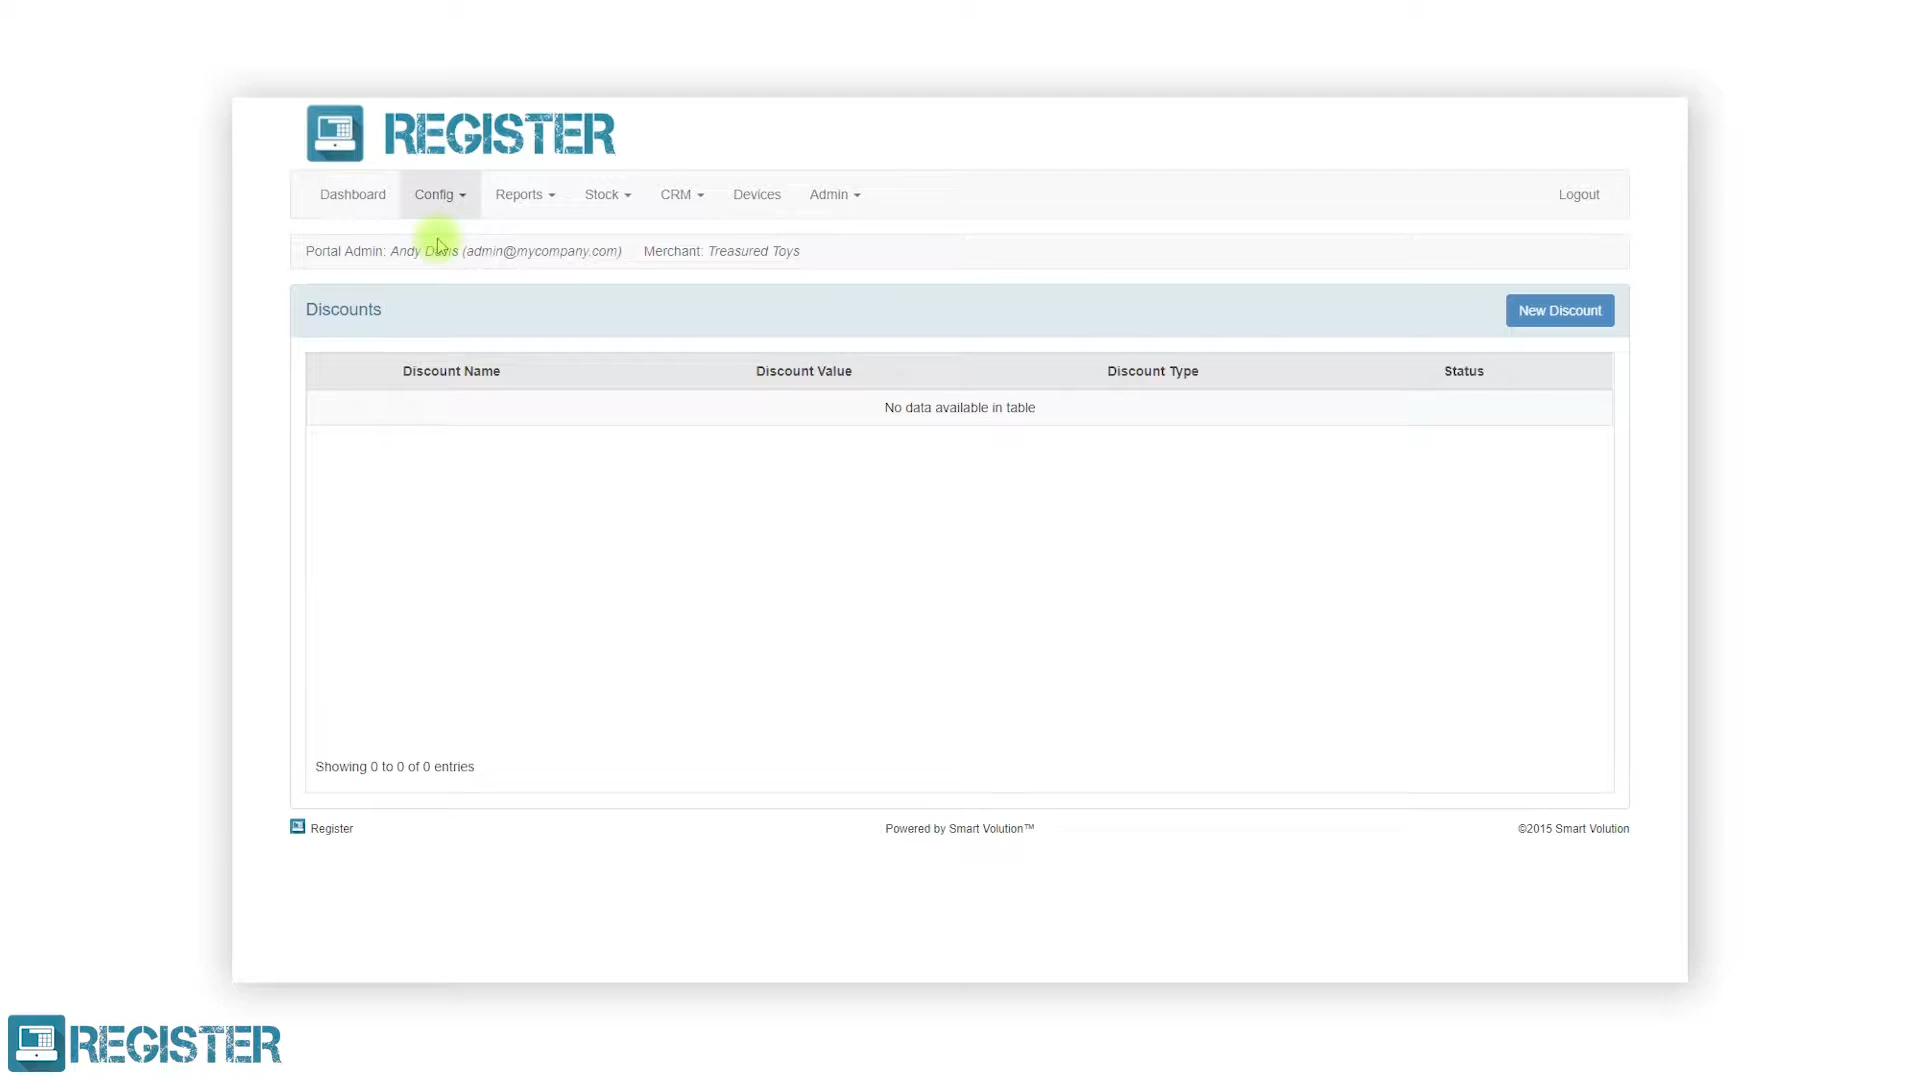 REGISTER
Dashboard Config Reports Stock CRM Devices Admin Logout
Portal Admin: Andy Davis (admin@mycompany.com) Merchant: Treasured Toys
Discounts New Discount
Discount Name Discount Value Discount Type Status
No data available in table
Showing 0 to 0 of 0 entries
Register Powered by Smart Volution™ ©2015 Smart Volution
REGISTER